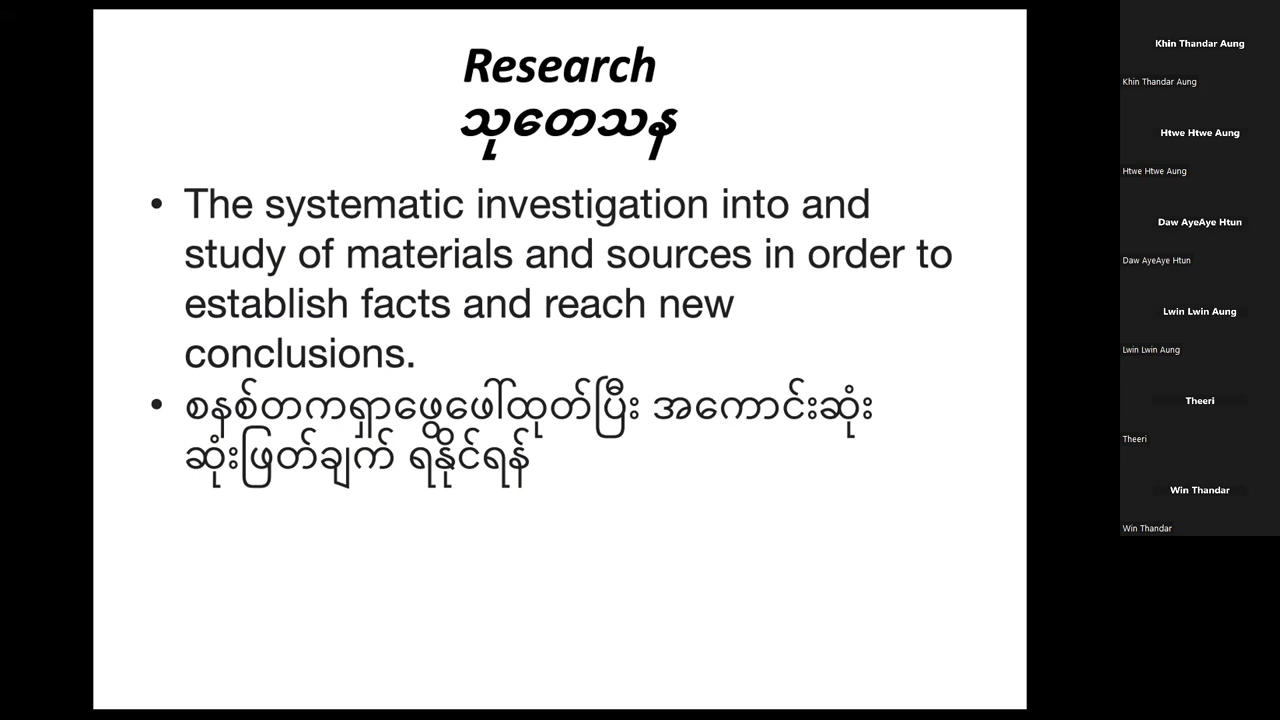 Research
သုတေသန
• The systematic investigation into and
study of materials and sources in order to
establish facts and reach new
conclusions.
• စနစ်တကရှာဖွေဖေါ်ထုတ်ပြီး အကောင်းဆုံး
ဆုံးဖြတ်ချက် ရနိုင်ရန်
Khin Thandar Aung
Khin Thandar Aung
Htwe Htwe Aung
Htwe Htwe Aung
Daw AyeAye Htun
Daw AyeAye Htun
Lwin Lwin Aung
Lwin Lwin Aung
Theeri
Theeri
Win Thandar
Win Thandar